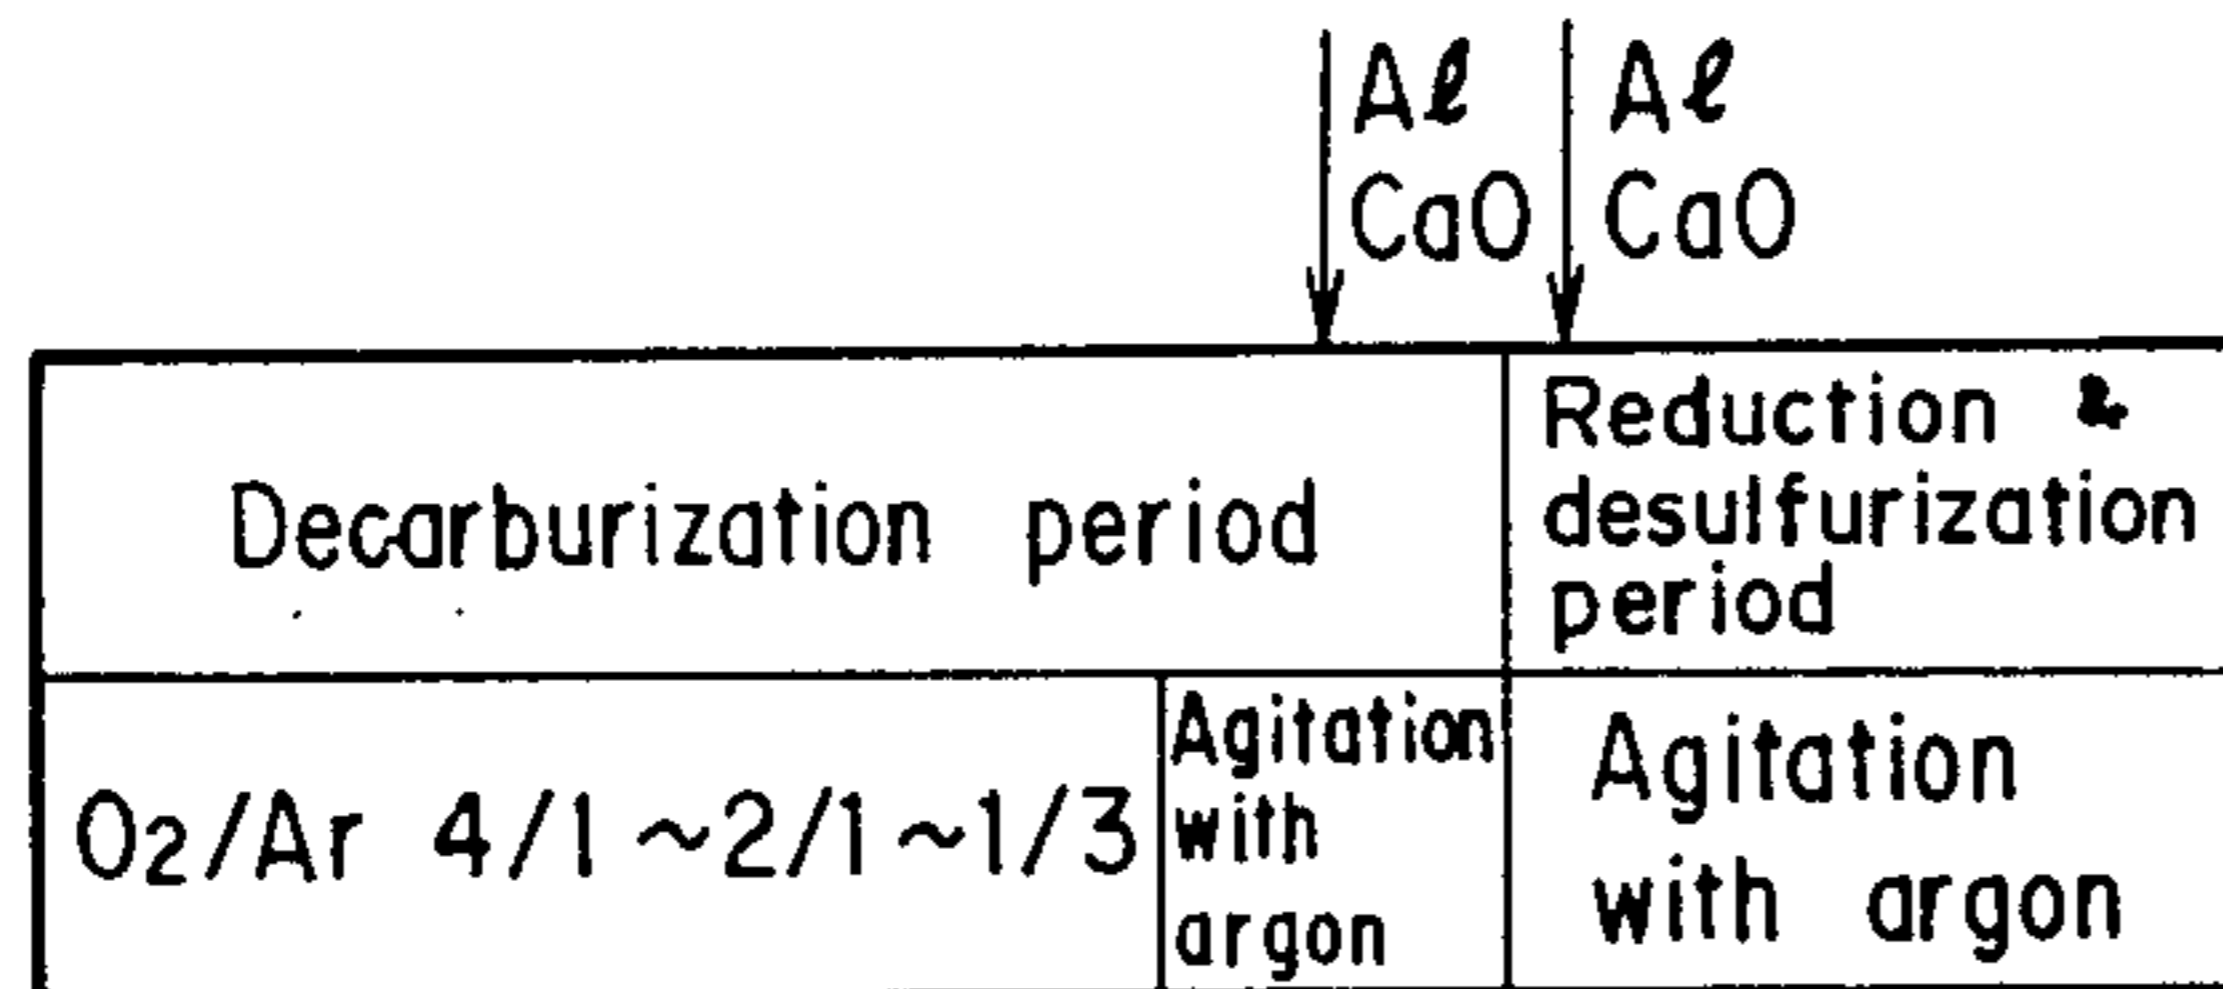 Aℓ Aℓ
CaO CaO
Decarburization period
Reduction &
desulfurization
period
O2/Ar 4/1 ~2/1 ~1/3
Agitation
with
argon
Agitation
with argon